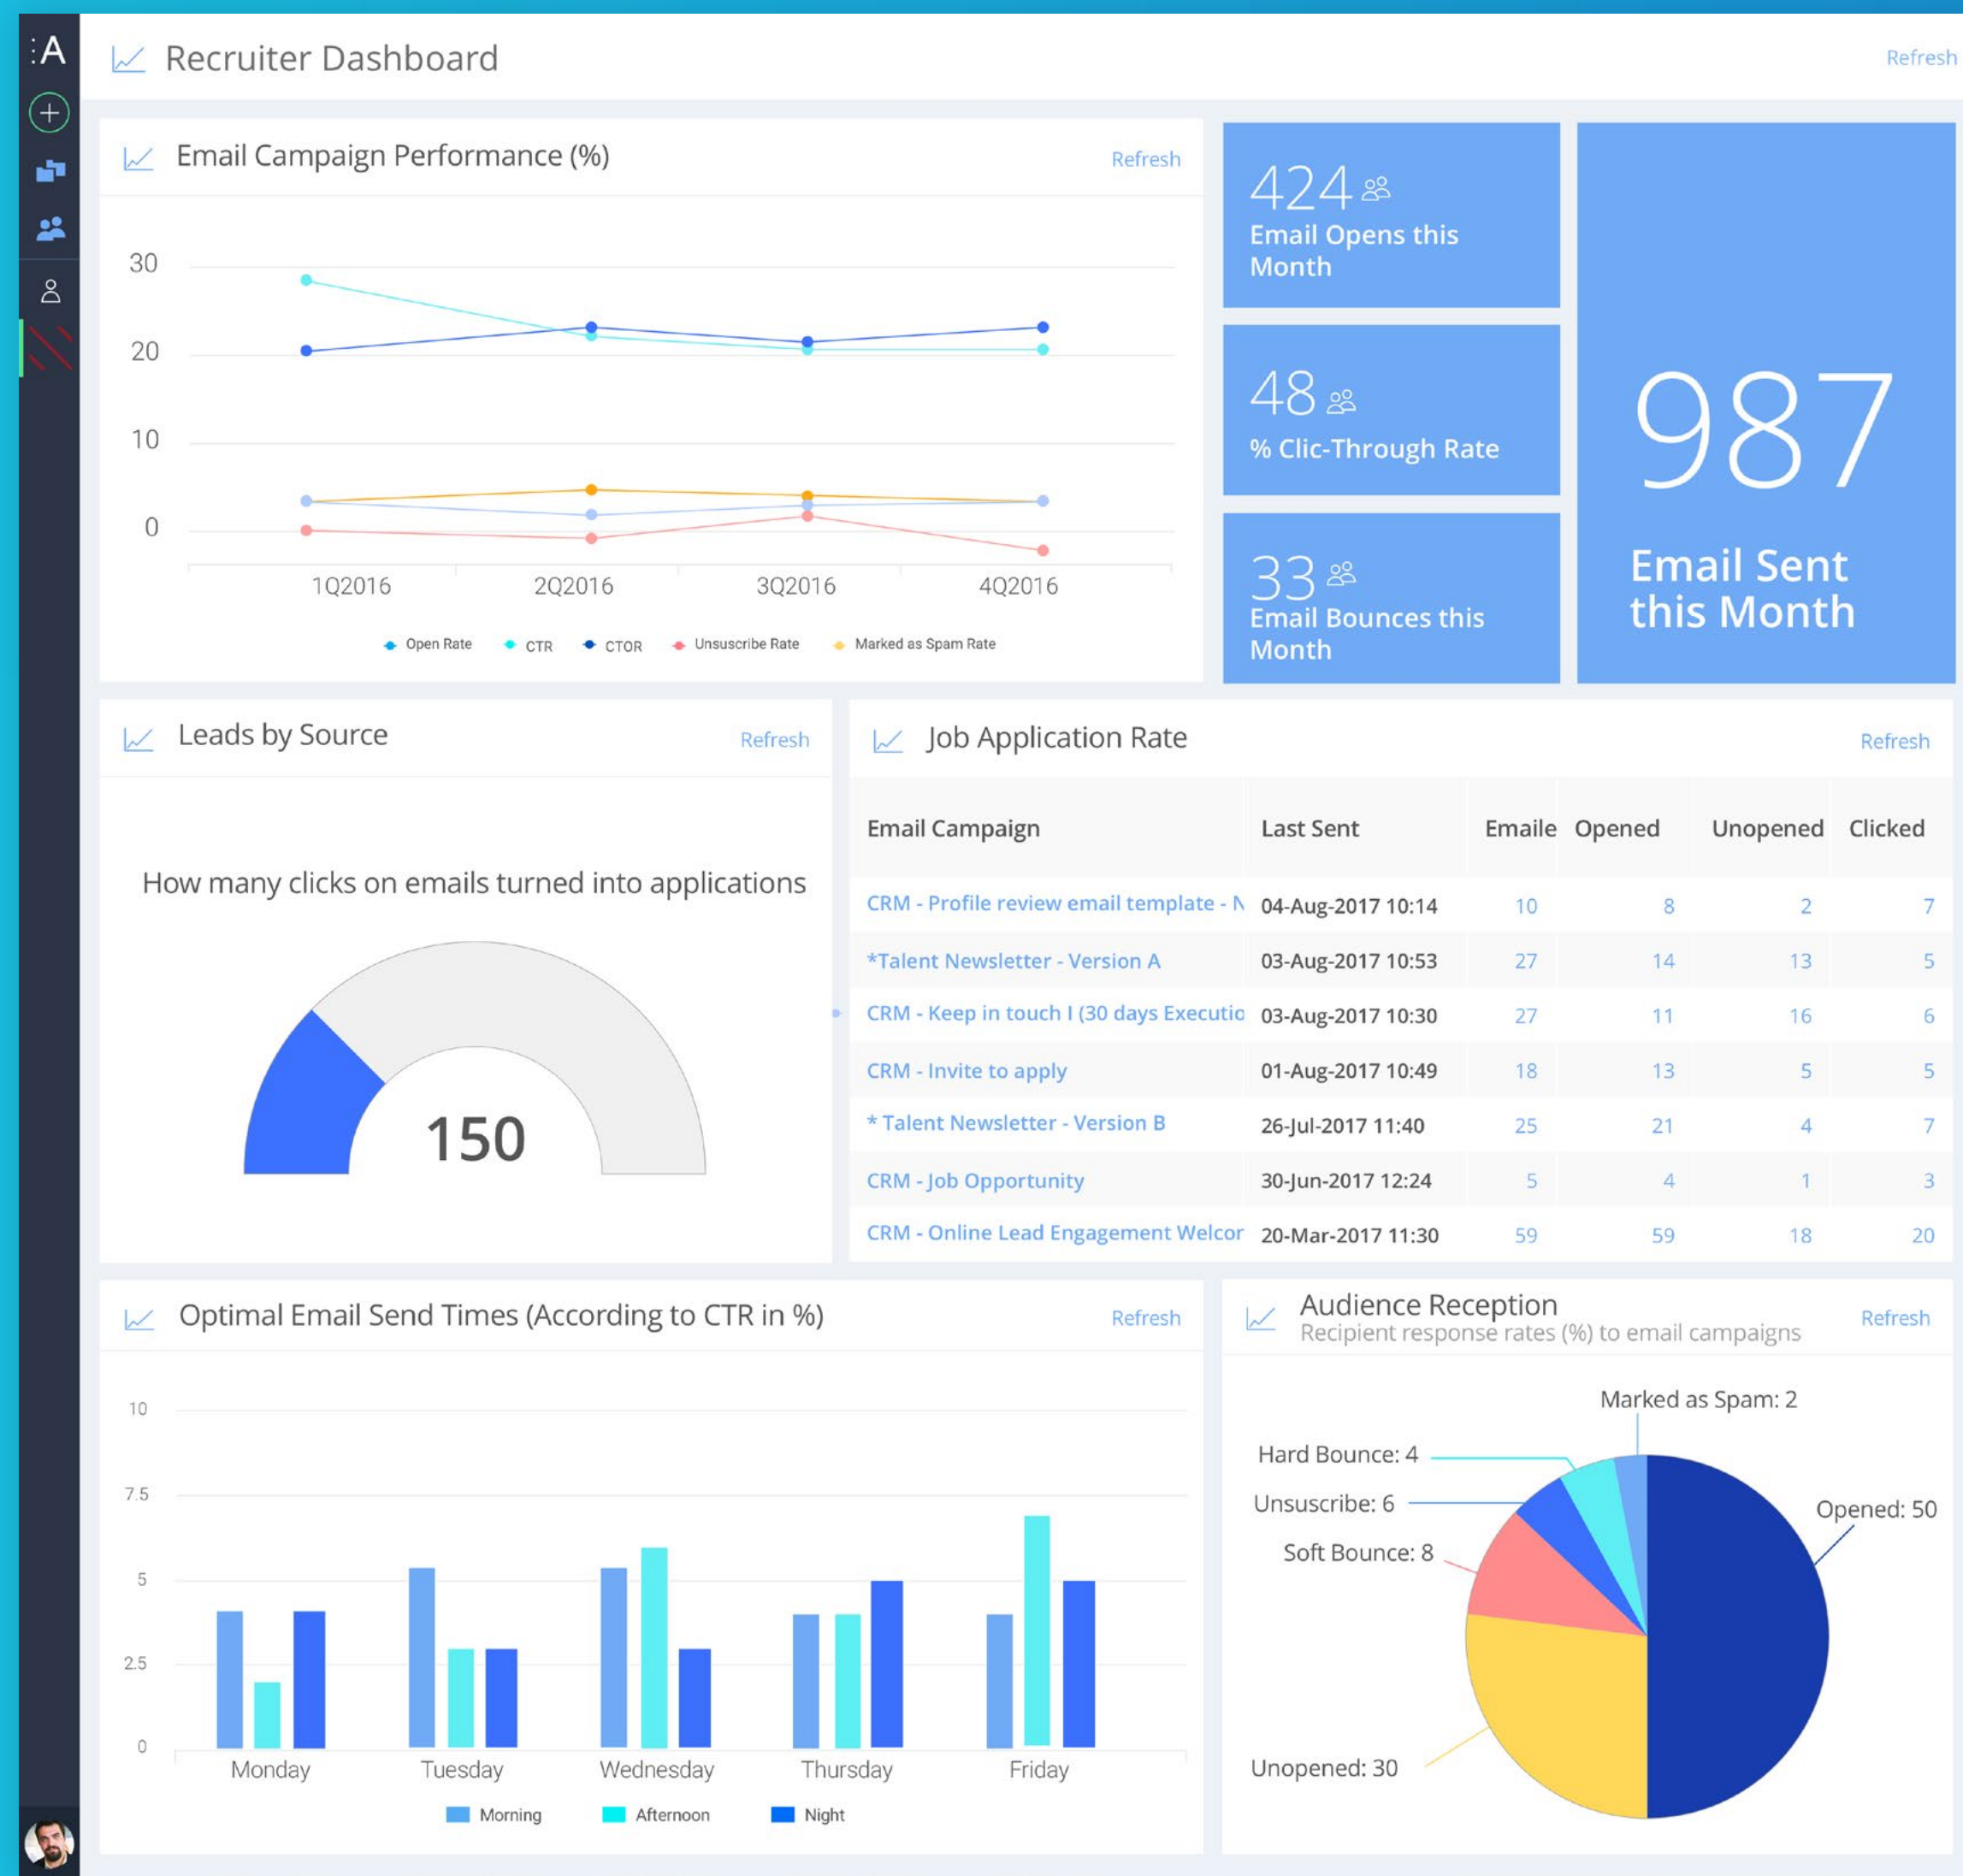 :A
Recruiter Dashboard
Refresh
Email Campaign Performance (%)
Refresh
30
20
10
0
1Q2016 2Q2016 3Q2016 4Q2016
Open Rate CTR CTOR Unsuscribe Rate Marked as Spam Rate
424
Email Opens this
Month
48
% Clic-Through Rate
33
Email Bounces this
Month
987
Email Sent
this Month
Leads by Source
Refresh
How many clicks on emails turned into applications
150
Job Application Rate
Refresh
Email Campaign Last Sent Emaile Opened Unopened Clicked
CRM - Profile review email template - N 04-Aug-2017 10:14 10 8 2 7
*Talent Newsletter - Version A 03-Aug-2017 10:53 27 14 13 5
CRM - Keep in touch I (30 days Executio 03-Aug-2017 10:30 27 11 16 6
CRM - Invite to apply 01-Aug-2017 10:49 18 13 5 5
* Talent Newsletter - Version B 26-Jul-2017 11:40 25 21 4 7
CRM - Job Opportunity 30-Jun-2017 12:24 5 4 1 3
CRM - Online Lead Engagement Welcor 20-Mar-2017 11:30 59 59 18 20
Optimal Email Send Times (According to CTR in %)
Refresh
10
7.5
5
2.5
0
Monday Tuesday Wednesday Thursday Friday
Morning Afternoon Night
Audience Reception
Recipient response rates (%) to email campaigns
Refresh
Marked as Spam: 2
Hard Bounce: 4
Unsuscribe: 6
Opened: 50
Soft Bounce: 8
Unopened: 30